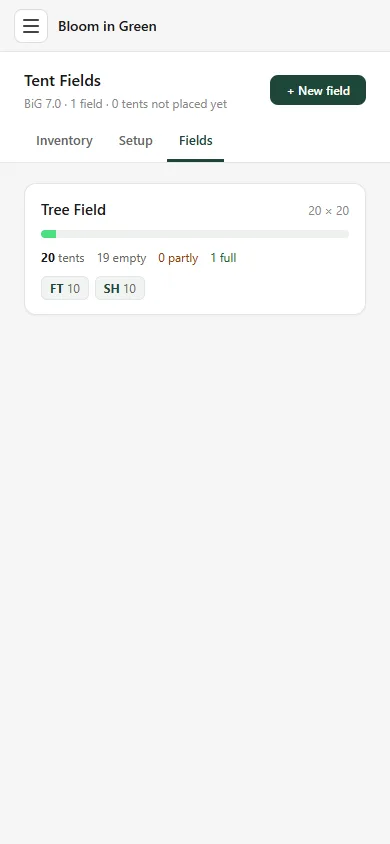 Bloom in Green
Tent Fields
BiG 7.0 · 1 field · 0 tents not placed yet
+ New field
Inventory Setup Fields
Tree Field 20 × 20
20 tents 19 empty 0 partly 1 full
FT 10 SH 10